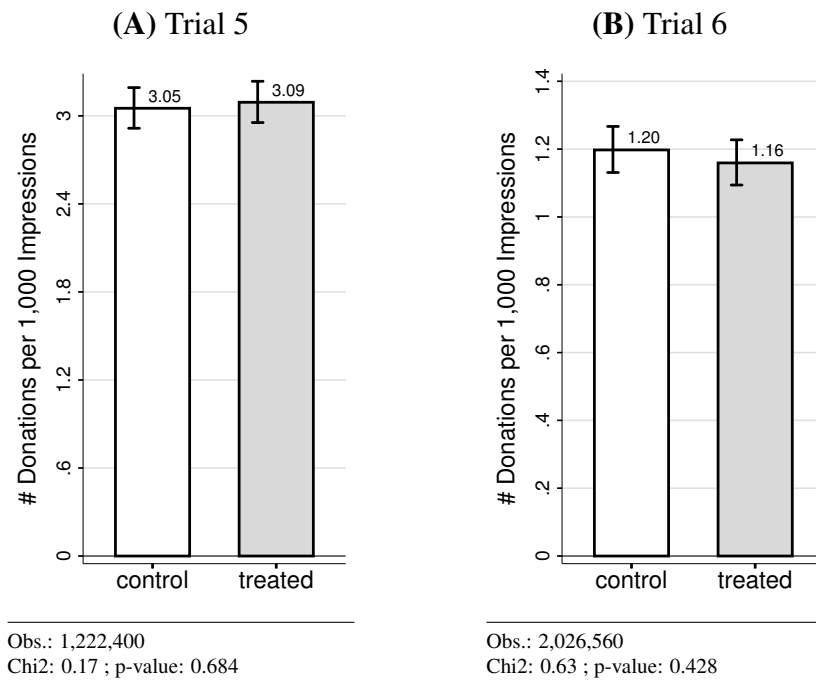 (A) Trial 5
# Donations per 1,000 Impressions
3
2.4
1.8
1.2
.6
0
3.05
3.09
control treated
Obs.: 1,222,400
Chi2: 0.17 ; p-value: 0.684
(B) Trial 6
# Donations per 1,000 Impressions
1.4
1.2
1
.8
.6
.4
.2
0
1.20
1.16
control treated
Obs.: 2,026,560
Chi2: 0.63 ; p-value: 0.428